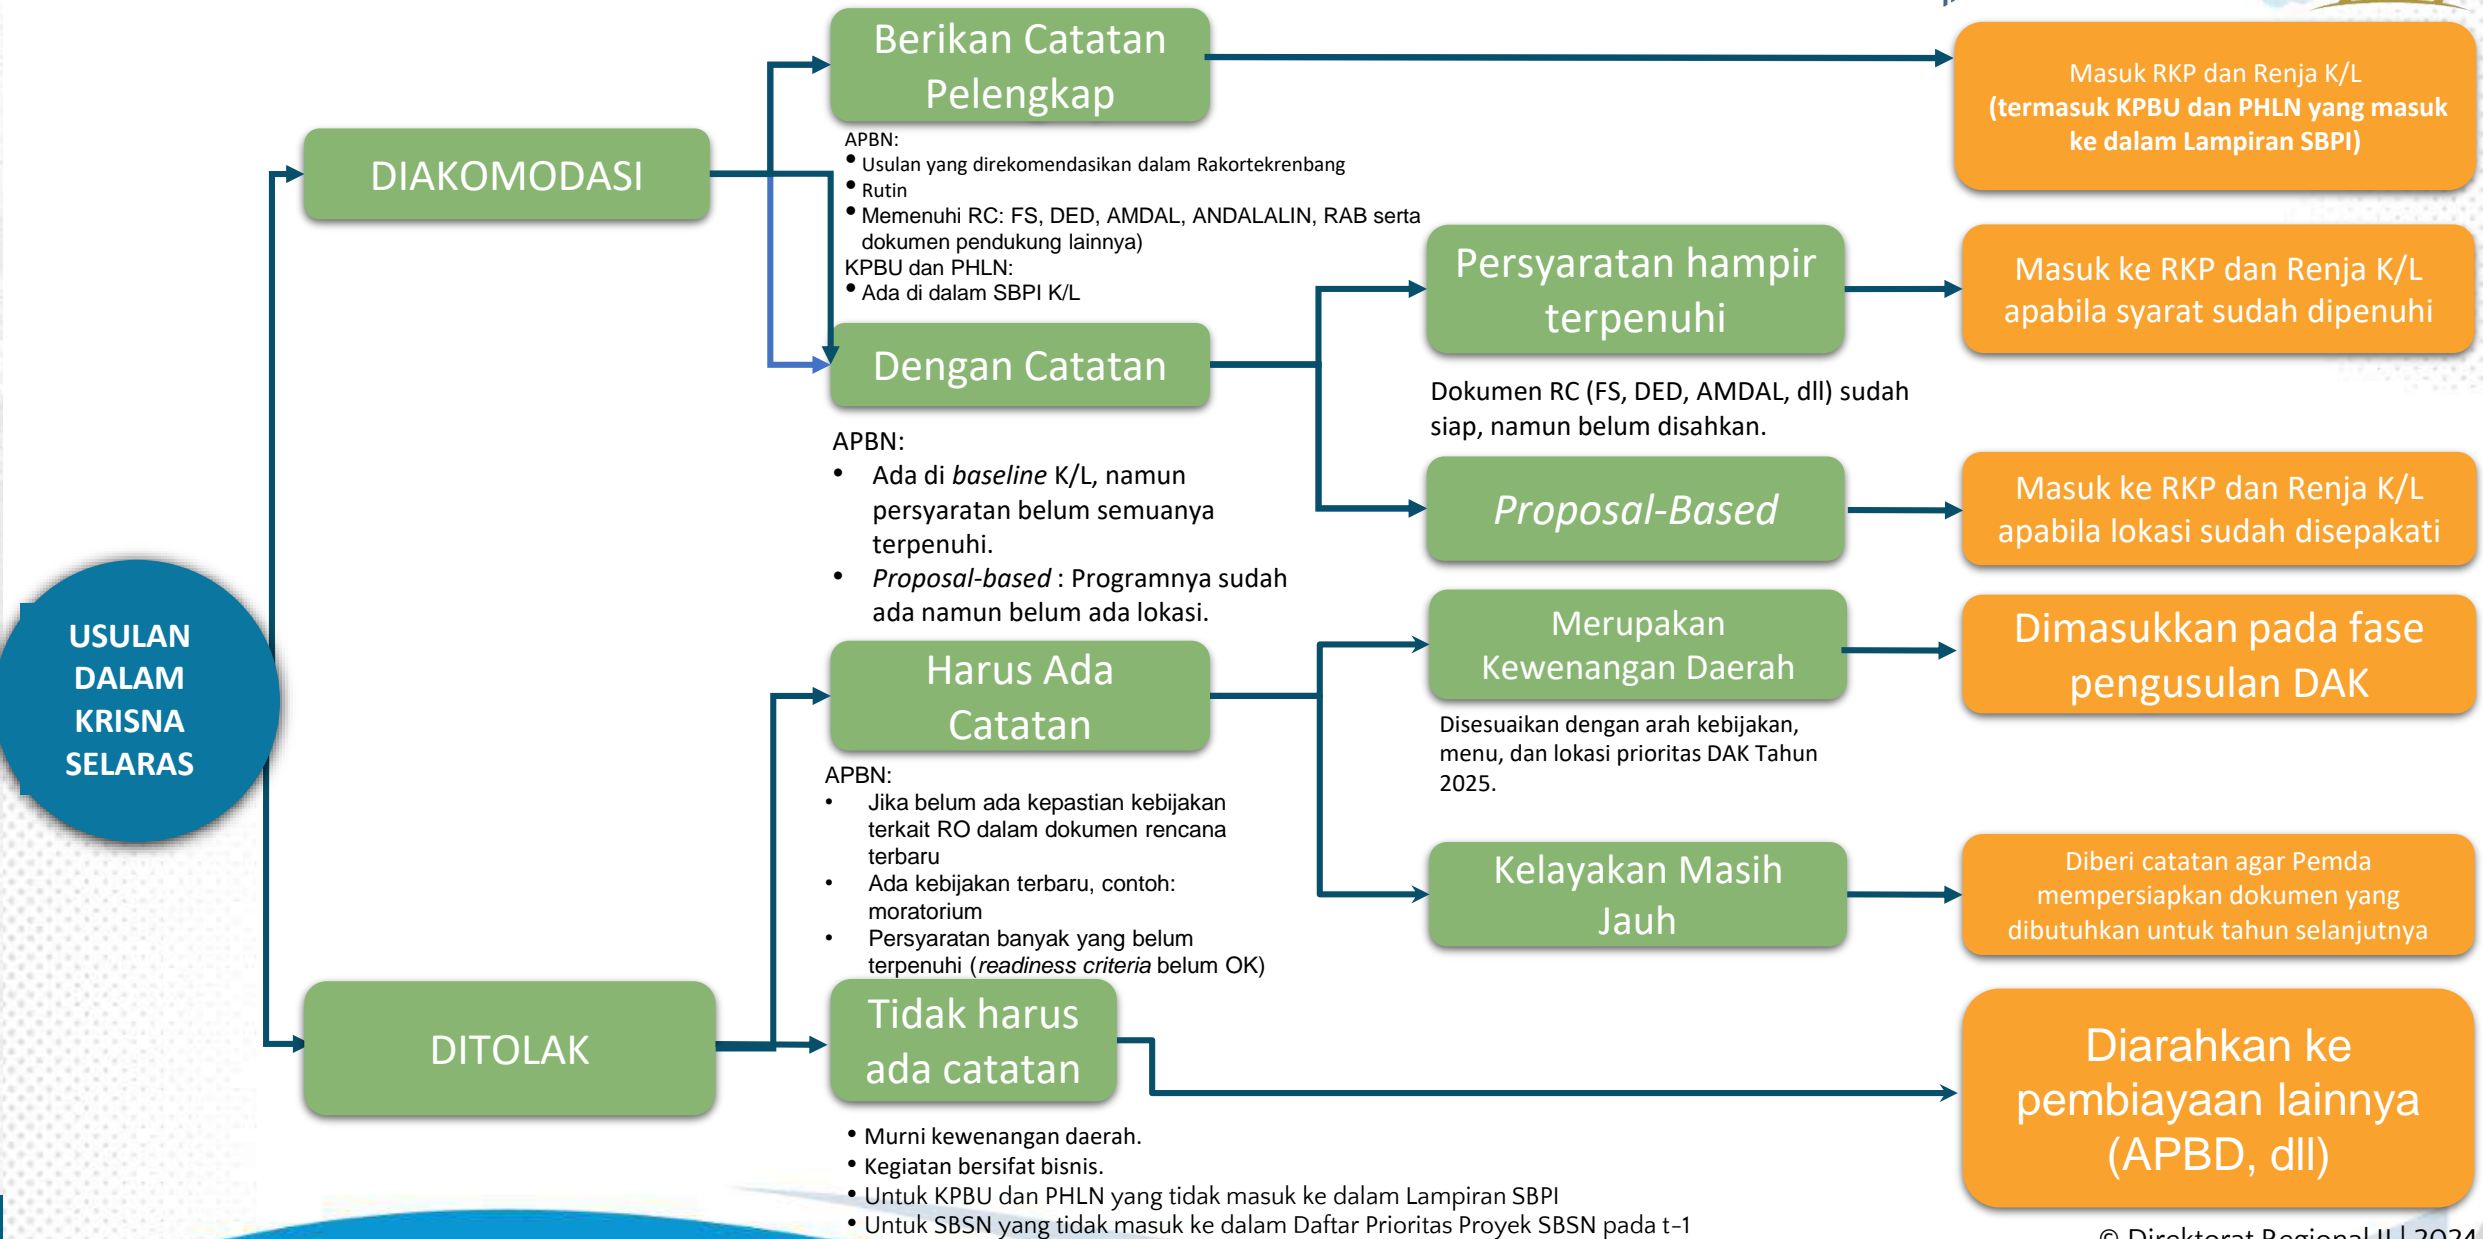 USULAN
DALAM
KRISNA
SELARAS
DIAKOMODASI
Berikan Catatan
Pelengkap
APBN:
• Usulan yang direkomendasikan dalam Rakortekrenbang
• Rutin
• Memenuhi RC: FS, DED, AMDAL, ANDALALIN, RAB serta
dokumen pendukung lainnya)
KPBU dan PHLN:
• Ada di dalam SBPI K/L
Masuk RKP dan Renja K/L
(termasuk KPBU dan PHLN yang masuk
ke dalam Lampiran SBPI)
Dengan Catatan
APBN:
• Ada di baseline K/L, namun
persyaratan belum semuanya
terpenuhi.
• Proposal-based : Programnya sudah
ada namun belum ada lokasi.
Persyaratan hampir
terpenuhi
Dokumen RC (FS, DED, AMDAL, dll) sudah
siap, namun belum disahkan.
Masuk ke RKP dan Renja K/L
apabila syarat sudah dipenuhi
Proposal-Based
Masuk ke RKP dan Renja K/L
apabila lokasi sudah disepakati
DITOLAK
Harus Ada
Catatan
APBN:
• Jika belum ada kepastian kebijakan
terkait RO dalam dokumen rencana
terbaru
• Ada kebijakan terbaru, contoh:
moratorium
• Persyaratan banyak yang belum
terpenuhi (readiness criteria belum OK)
Merupakan
Kewenangan Daerah
Disesuaikan dengan arah kebijakan,
menu, dan lokasi prioritas DAK Tahun
2025.
Dimasukkan pada fase
pengusulan DAK
Kelayakan Masih
Jauh
Diberi catatan agar Pemda
mempersiapkan dokumen yang
dibutuhkan untuk tahun selanjutnya
Tidak harus
ada catatan
• Murni kewenangan daerah.
• Kegiatan bersifat bisnis.
• Untuk KPBU dan PHLN yang tidak masuk ke dalam Lampiran SBPI
• Untuk SBSN yang tidak masuk ke dalam Daftar Prioritas Proyek SBSN pada t-1
Diarahkan ke
pembiayaan lainnya
(APBD, dll)
© Direktorat Regional II | 2024